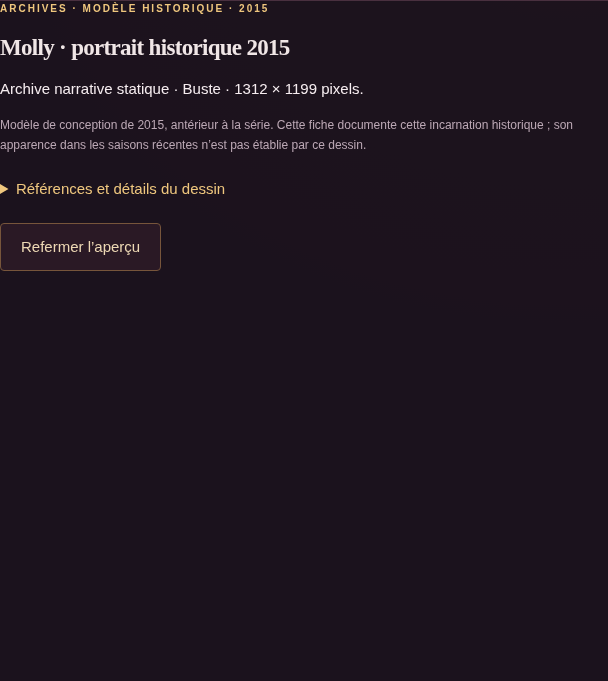 ARCHIVES · MODÈLE HISTORIQUE · 2015
Molly · portrait historique 2015
Archive narrative statique · Buste · 1312 × 1199 pixels.
Modèle de conception de 2015, antérieur à la série. Cette fiche documente cette incarnation historique ; son
apparence dans les saisons récentes n’est pas établie par ce dessin.
Références et détails du dessin
Refermer l’aperçu